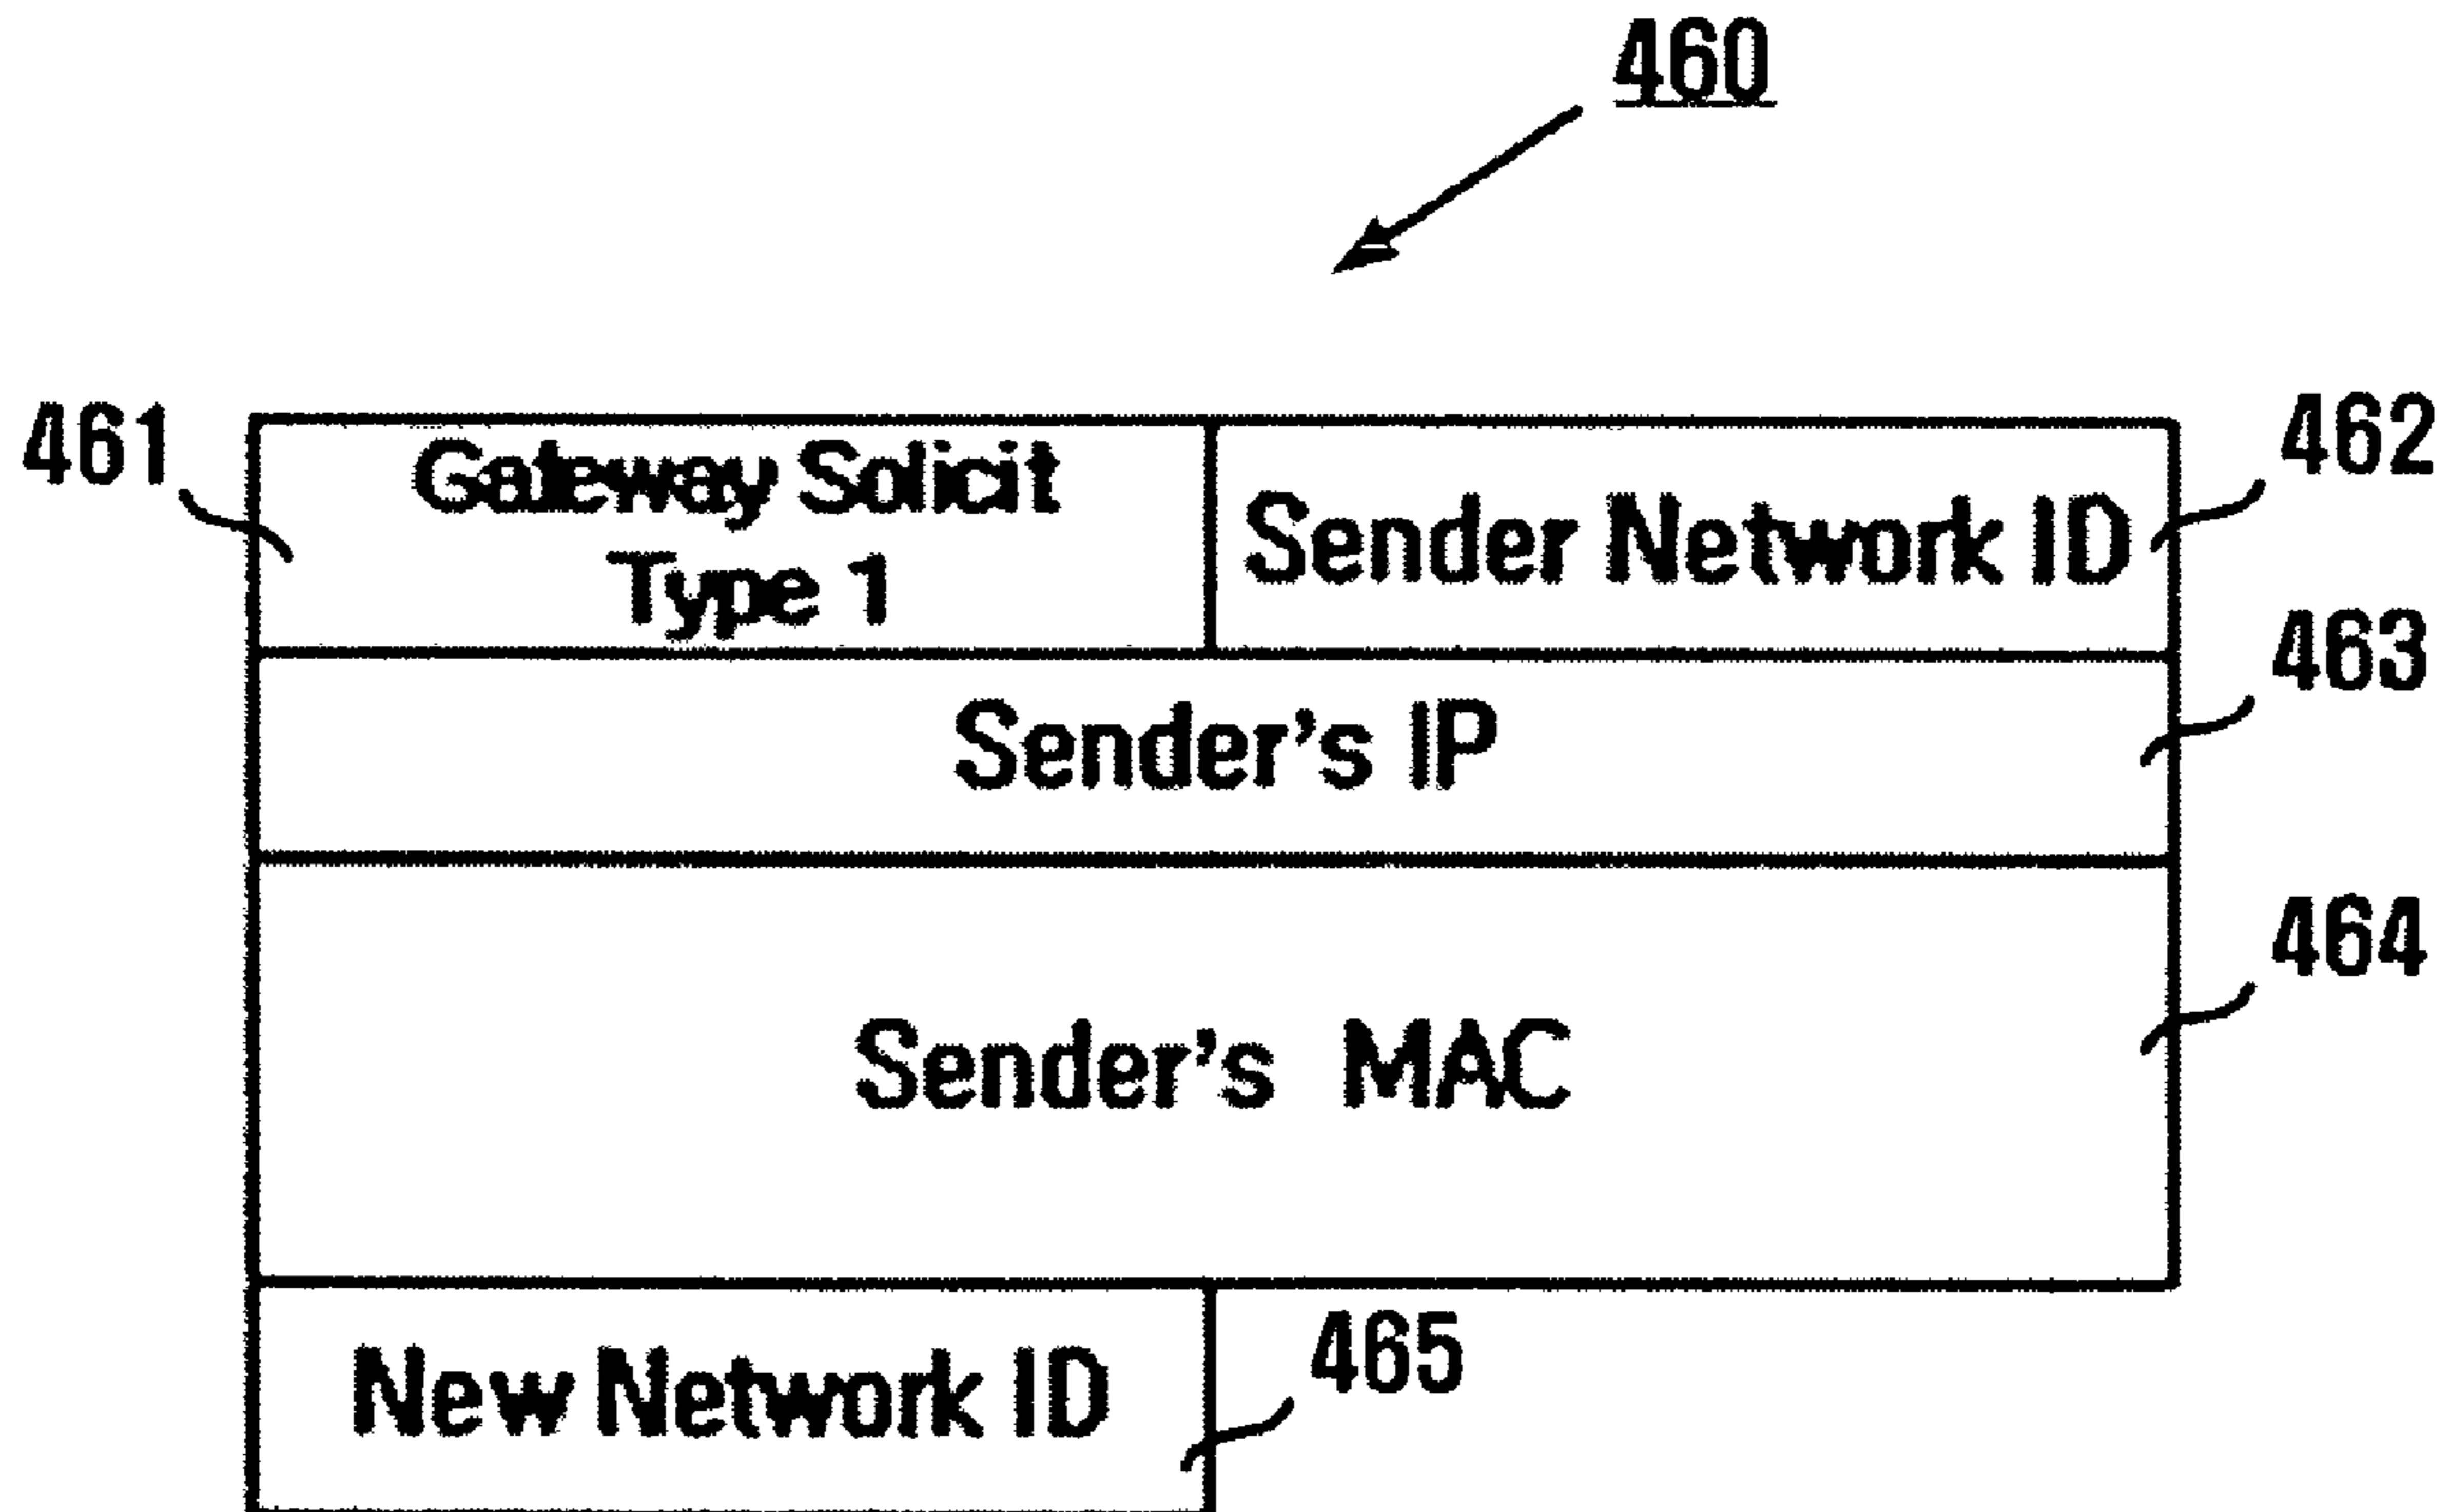 460
461
Gateway Solicit
Type 1
Sender Network ID
462
Sender's IP
463
Sender's MAC
464
New Network ID
465